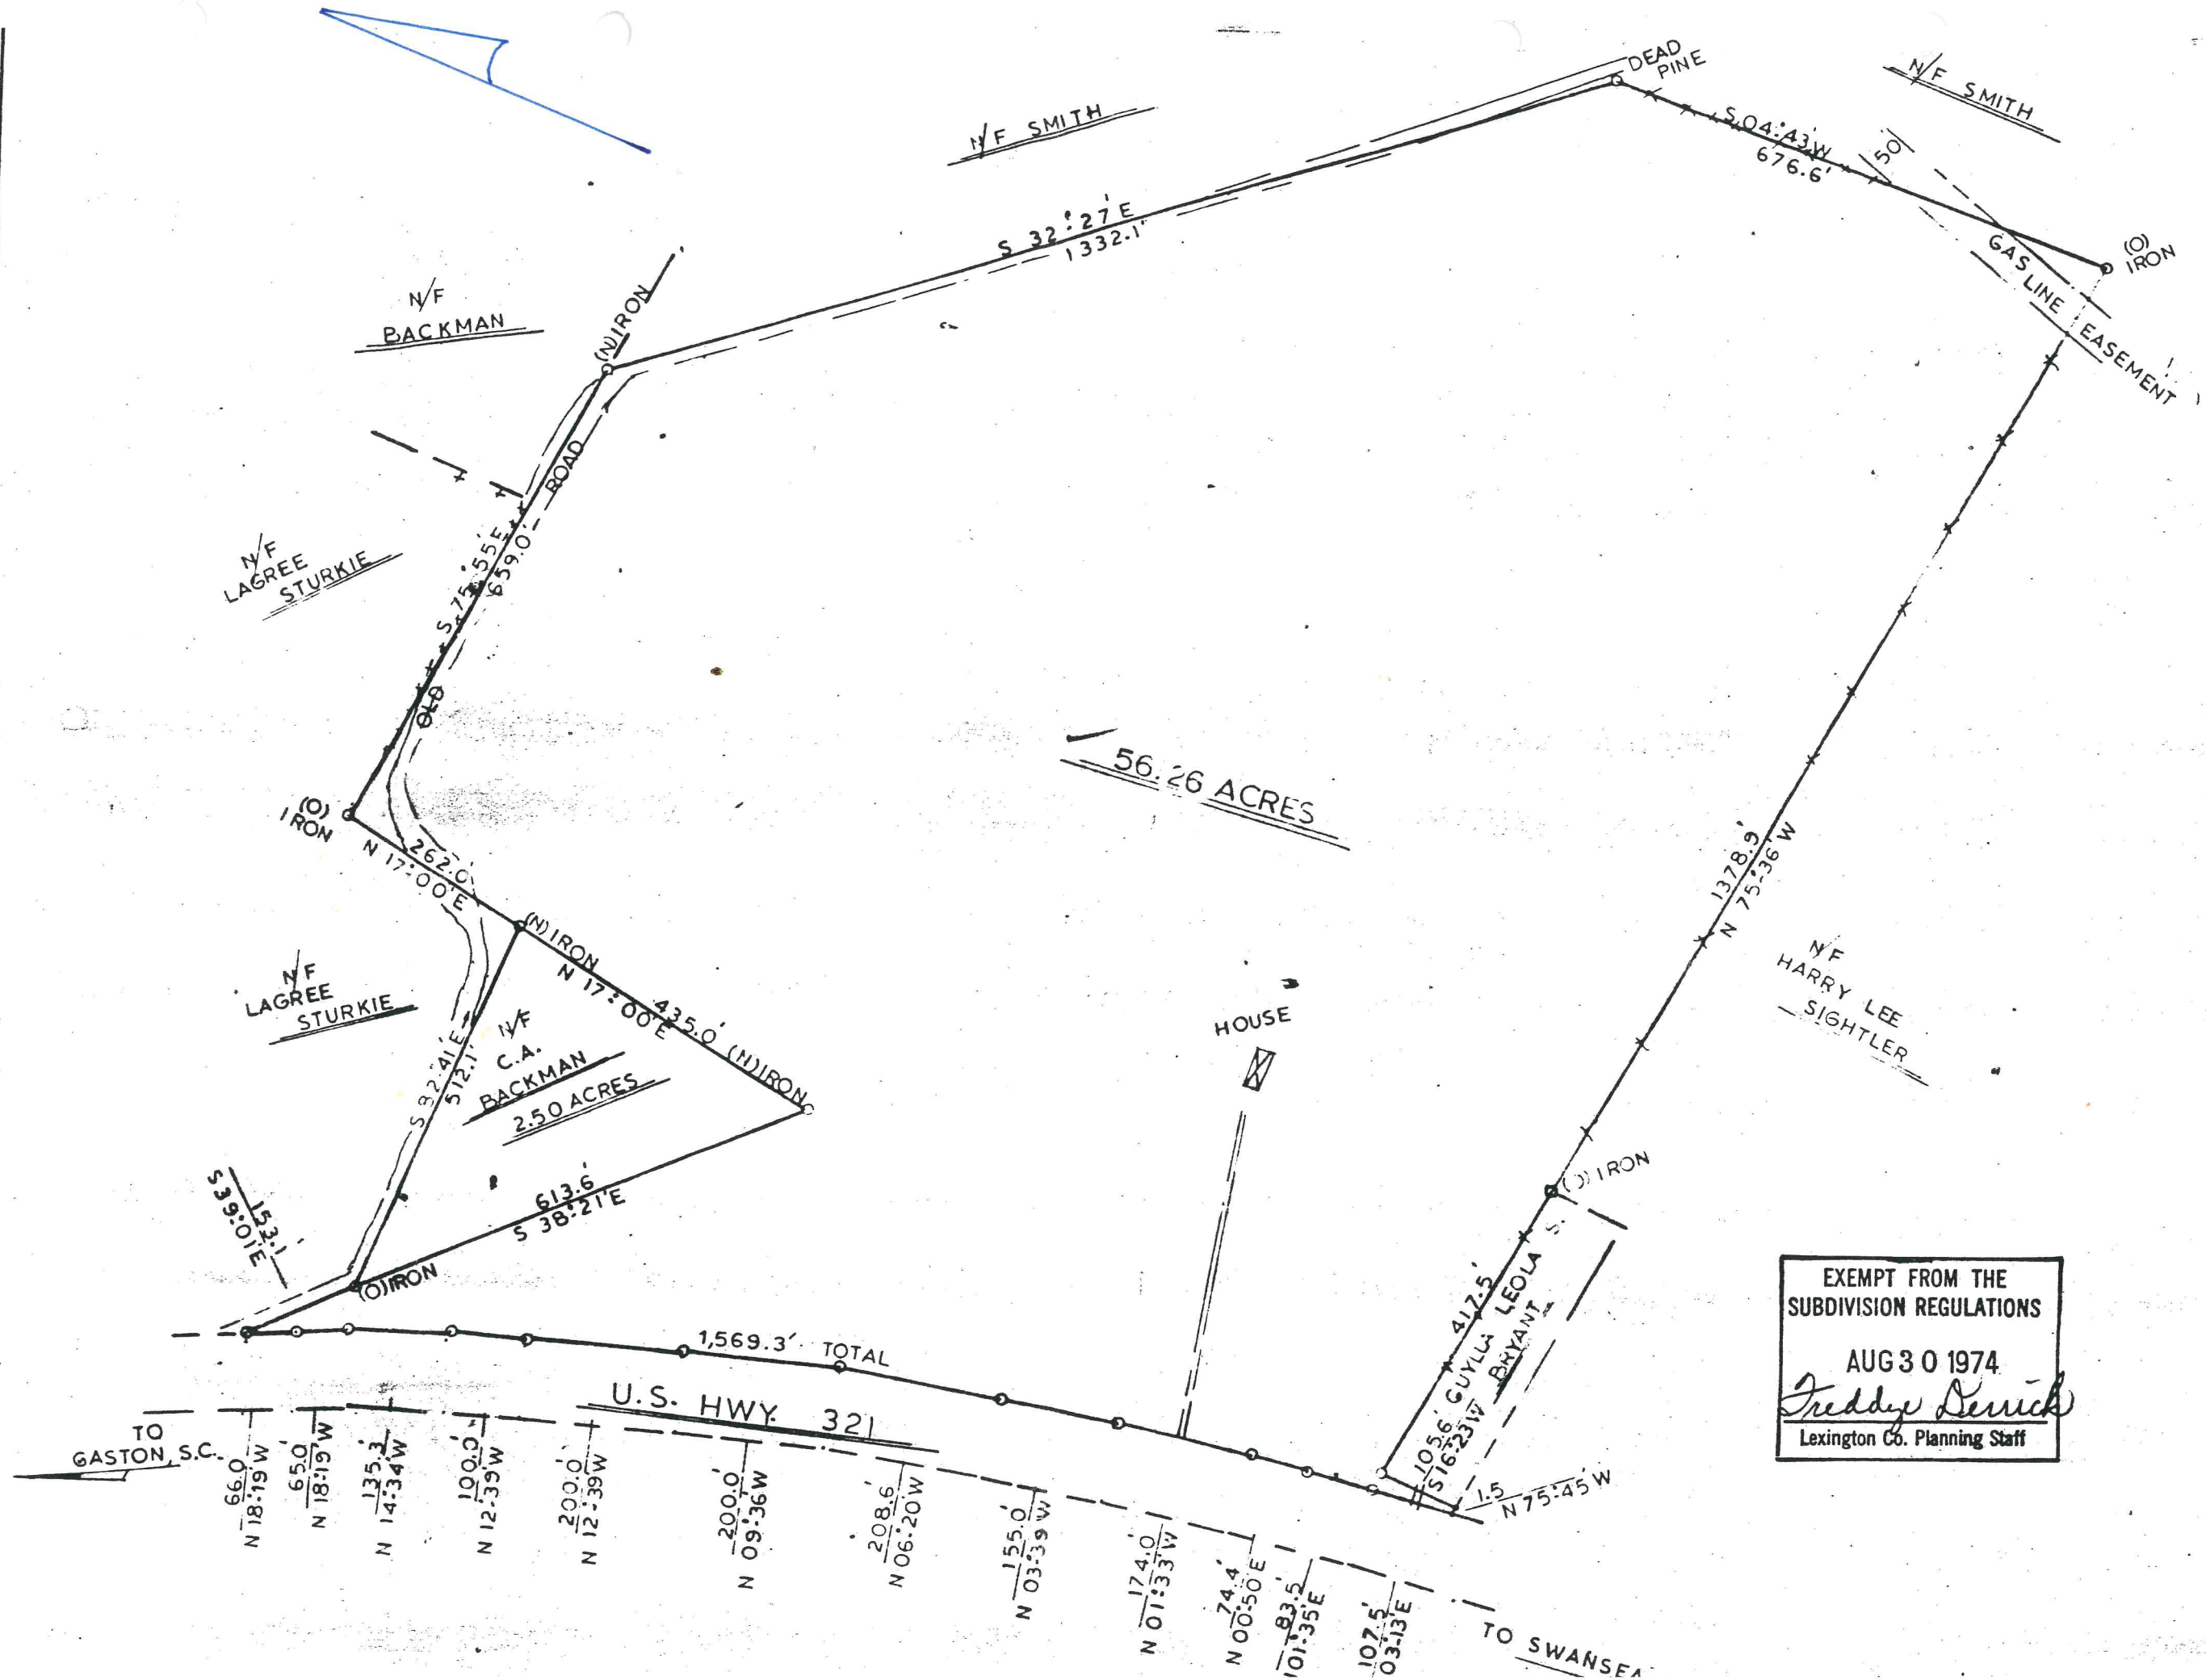 DEAD
PINE
N/F SMITH
N/F SMITH
S 04°43'W
676.6'
50
(O)
IRON
GAS LINE EASEMENT
S 32°27'E
1332.1'
N/F
BACKMAN
(N) IRON
OLD ROAD
S 75°55'E
659.0'
N/F
LAGREE
STURKIE
(O)
IRON
262.0'
N 17°00'E
(N) IRON
435.0'
N 17°00'E
(N) IRON
N/F
LAGREE
STURKIE
N/F
C.A.
BACKMAN
2.50 ACRES
512.1'
613.6'
S 38°21'E
153.1'
S 39°01'E
(O) IRON
56.26 ACRES
HOUSE
1378.9'
N 75°36'W
N/F
HARRY LEE
SIGHTLER
IRON
417.5'
GUYLLA LEOLA S.
BRYANT
105.6'
S 16°23'W
1.5
N 75°45'W
1,569.3' TOTAL
U.S. HWY. 321
TO
GASTON, S.C.
66.0'
N 18°19'W
65.0'
N 18°19'W
135.3'
N 14°34'W
100.0'
N 12°39'W
200.0'
N 12°39'W
200.0'
N 09°36'W
208.6'
N 06°20'W
155.0'
N 03°39'W
174.0'
N 01°33'W
74.4'
N 00°50'E
83.5'
01°35'E
107.5'
03°13'E
TO SWANSEA
EXEMPT FROM THE
SUBDIVISION REGULATIONS
AUG 30 1974
Freddye Derrick
Lexington Co. Planning Staff